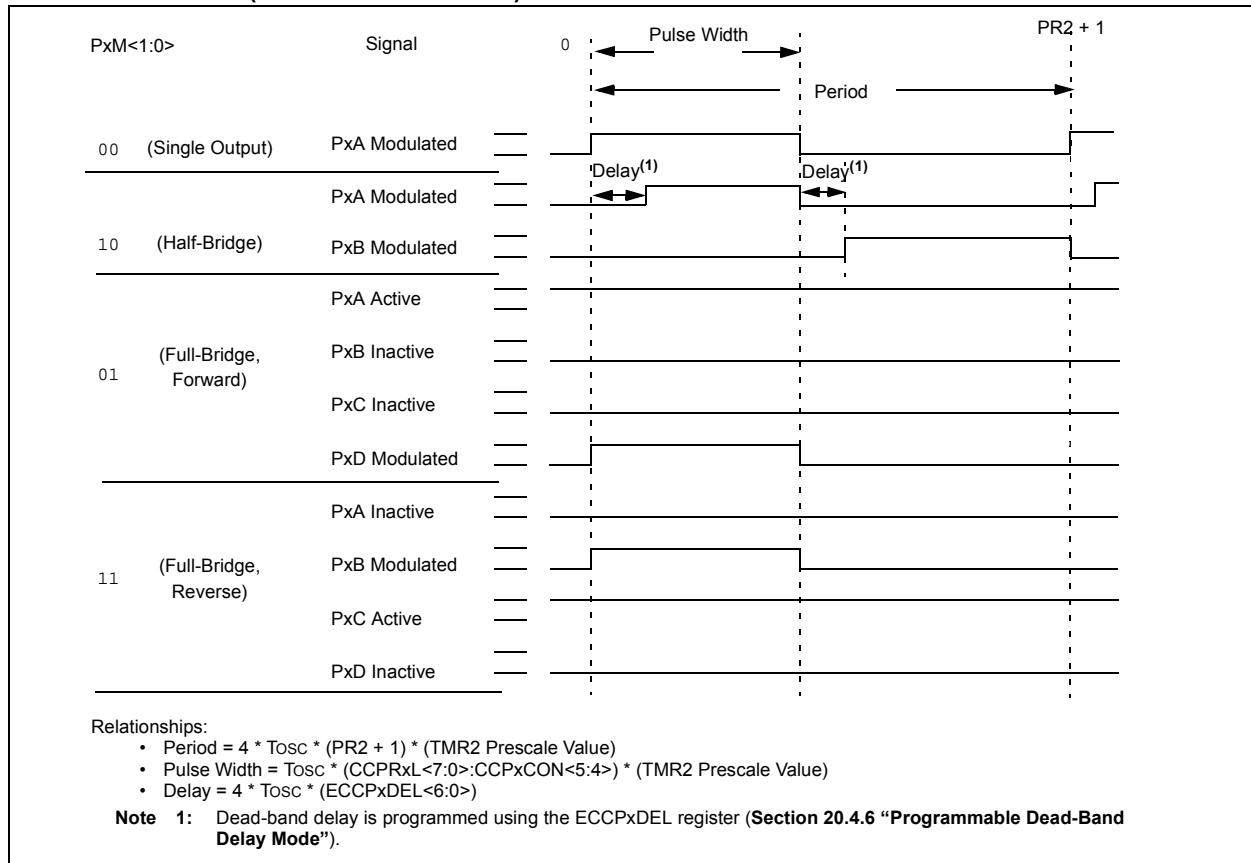 PxM<1:0> Signal 0 Pulse Width PR2 + 1
Period
00 (Single Output) PxA Modulated
Delay(1) Delay(1)
PxA Modulated
10 (Half-Bridge) PxB Modulated
PxA Active
01 (Full-Bridge,
Forward) PxB Inactive
PxC Inactive
PxD Modulated
PxA Inactive
11 (Full-Bridge,
Reverse) PxB Modulated
PxC Active
PxD Inactive
Relationships:
• Period = 4 * TOSC * (PR2 + 1) * (TMR2 Prescale Value)
• Pulse Width = TOSC * (CCPRxL<7:0>:CCPxCON<5:4>) * (TMR2 Prescale Value)
• Delay = 4 * TOSC * (ECCPxDEL<6:0>)
Note 1: Dead-band delay is programmed using the ECCPxDEL register (Section 20.4.6 “Programmable Dead-Band
Delay Mode”).